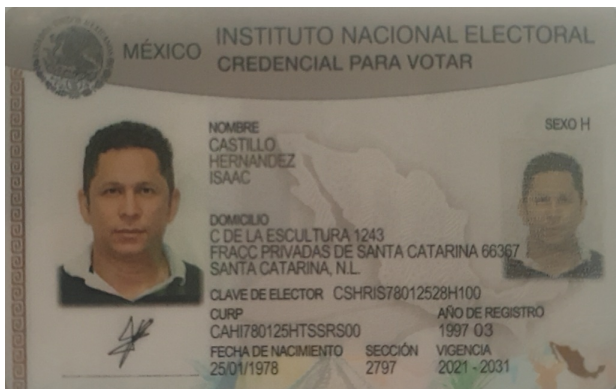 MÉXICO
INSTITUTO NACIONAL ELECTORAL
CREDENCIAL PARA VOTAR
NOMBRE
CASTILLO
HERNANDEZ
ISAAC
SEXO H
DOMICILIO
C DE LA ESCULTURA 1243
FRACC PRIVADAS DE SANTA CATARINA 66367
SANTA CATARINA, N.L.
CLAVE DE ELECTOR CSHRIS78012528H100
CURP
CAHI780125HTSSRS00
AÑO DE REGISTRO
1997 03
FECHA DE NACIMIENTO
25/01/1978
SECCIÓN
2797
VIGENCIA
2021 - 2031